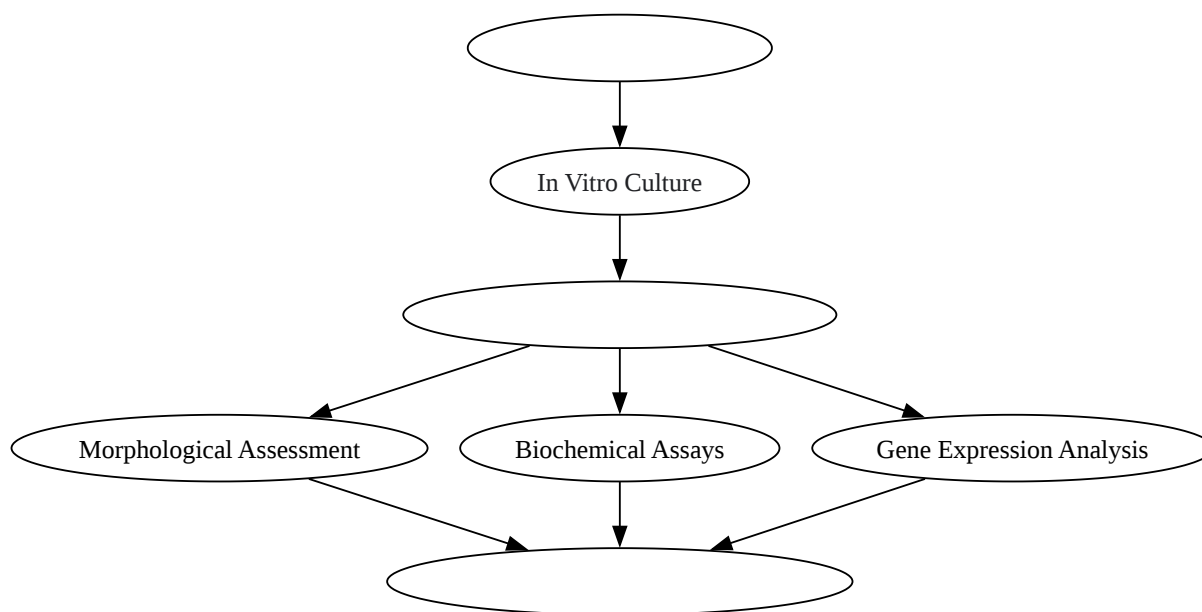 In Vitro Culture
Morphological Assessment
Biochemical Assays
Gene Expression Analysis